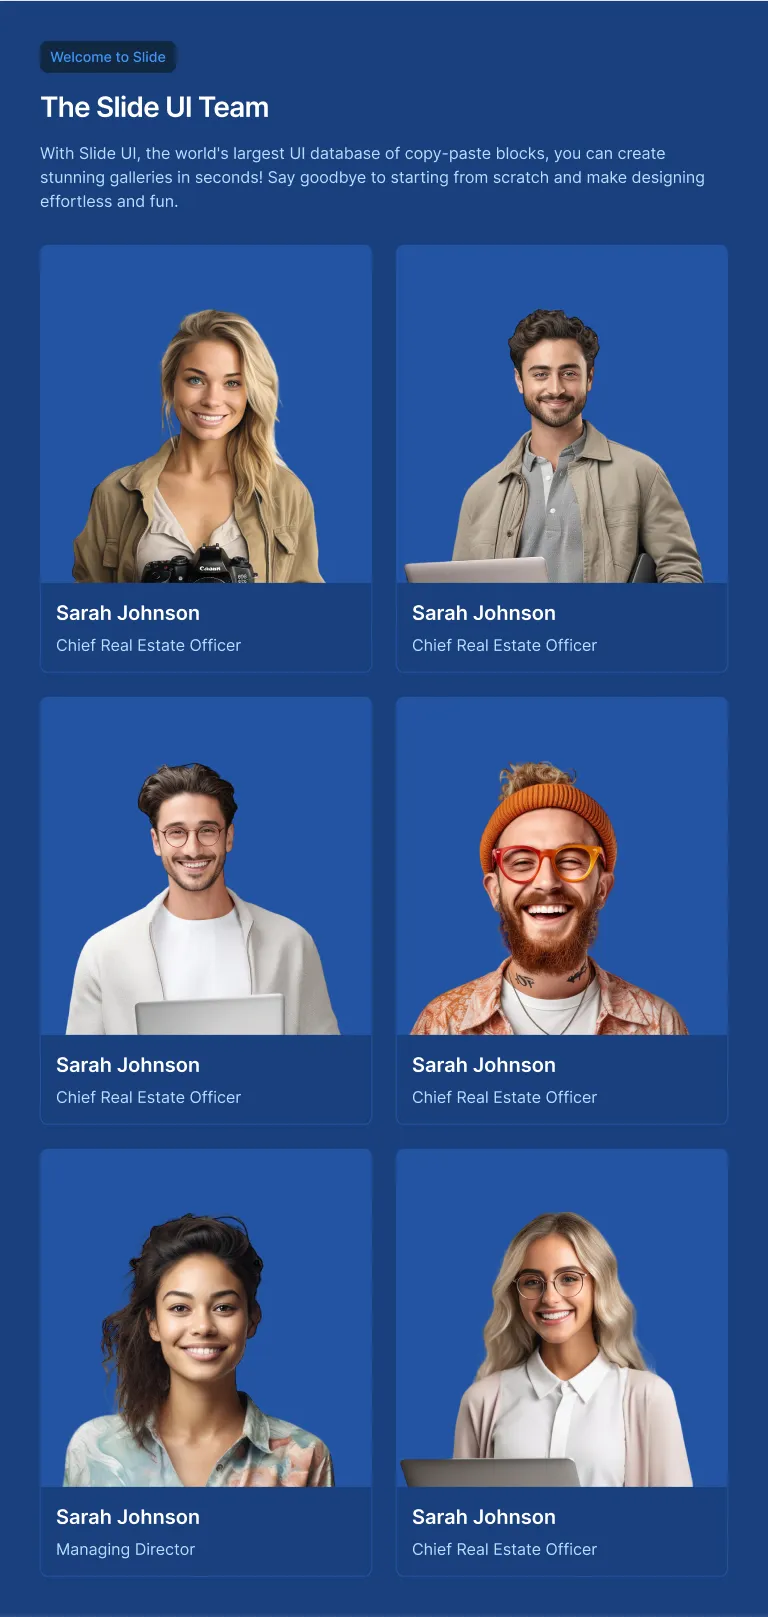 Welcome to Slide
The Slide UI Team
With Slide UI, the world's largest UI database of copy-paste blocks, you can create
stunning galleries in seconds! Say goodbye to starting from scratch and make designing
effortless and fun.
Canon
Sarah Johnson
Chief Real Estate Officer
Sarah Johnson
Chief Real Estate Officer
Sarah Johnson
Chief Real Estate Officer
Sarah Johnson
Chief Real Estate Officer
Sarah Johnson
Managing Director
Sarah Johnson
Chief Real Estate Officer